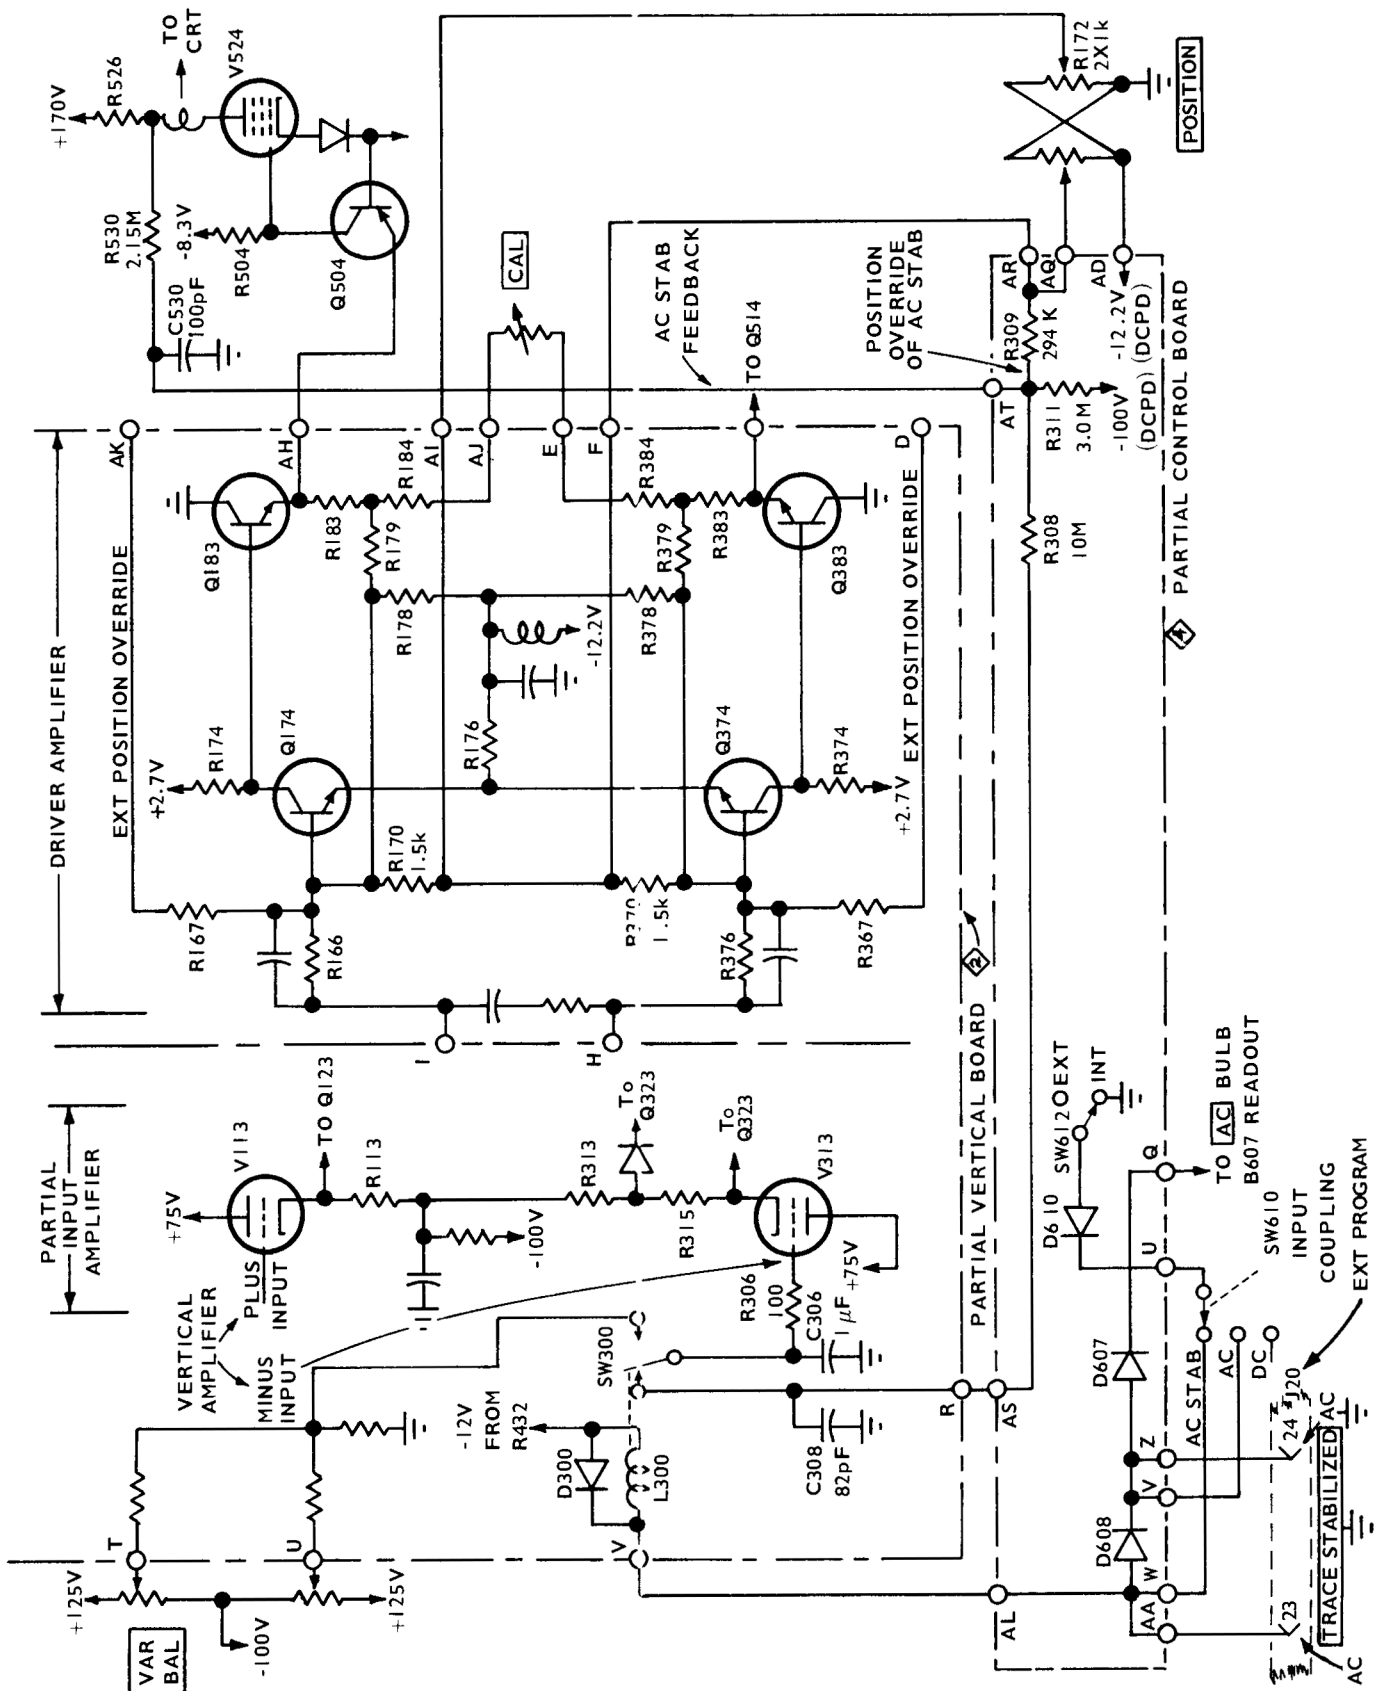 +170V
R526
TO
CRT
V524
R530
2.15M
-8.3V
R504
C530
100pF
Q504
CAL
AC STAB
FEEDBACK
TO Q514
POSITION
OVERRIDE
OF AC STAB
R172
2X1k
POSITION
AR
AQ
AD
R309
294 K
AT
R311
3.0M
-100V
(DCPD)
-12.2V
(DCPD)
R308
10M
PARTIAL CONTROL BOARD
4
DRIVER AMPLIFIER
EXT POSITION OVERRIDE
AK
AH
AI
AJ
E
F
D
Q183
R183
R184
R179
R178
R384
R379
R383
R378
Q383
-12.2V
+2.7V
R174
Q174
R176
Q374
R374
+2.7V
EXT POSITION OVERRIDE
R167
R166
R170
1.5k
R370
1.5k
R376
R367
2
PARTIAL VERTICAL BOARD
I
H
PARTIAL
INPUT
AMPLIFIER
+75V
V113
TO Q123
R113
R313
To
Q323
To
Q323
V313
R315
-100V
+75V
VERTICAL
AMPLIFIER
PLUS
INPUT
MINUS
INPUT
R306
100
C306
1 µF
SW300
-12V
FROM
R432
D300
L300
C308
82pF
R
AS
T
U
V
+125V
+125V
-100V
VAR
BAL
AL
AA
W
V
Z
U
Q
D608
D607
D610
SW612
EXT
INT
TO AC BULB
B607 READOUT
SW610
INPUT
COUPLING
EXT PROGRAM
AC STAB
AC
DC
J20
24
23
AC
TRACE STABILIZED AC